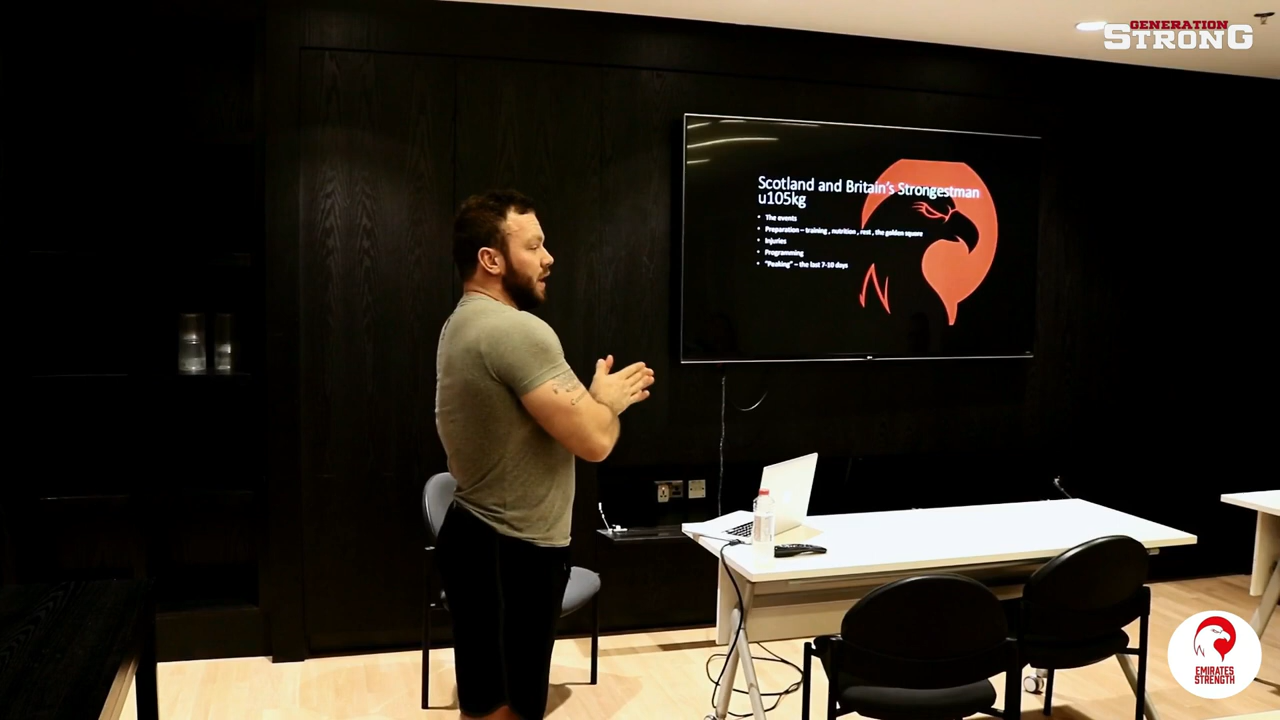 GENERATION
STRONG
Scotland and Britain's Strongestman
u105kg
• The events
• Preparation – training , nutrition , rest , the golden square
• Injuries
• Programming
• "Peaking" – the last 7-10 days
EMIRATES
STRENGTH